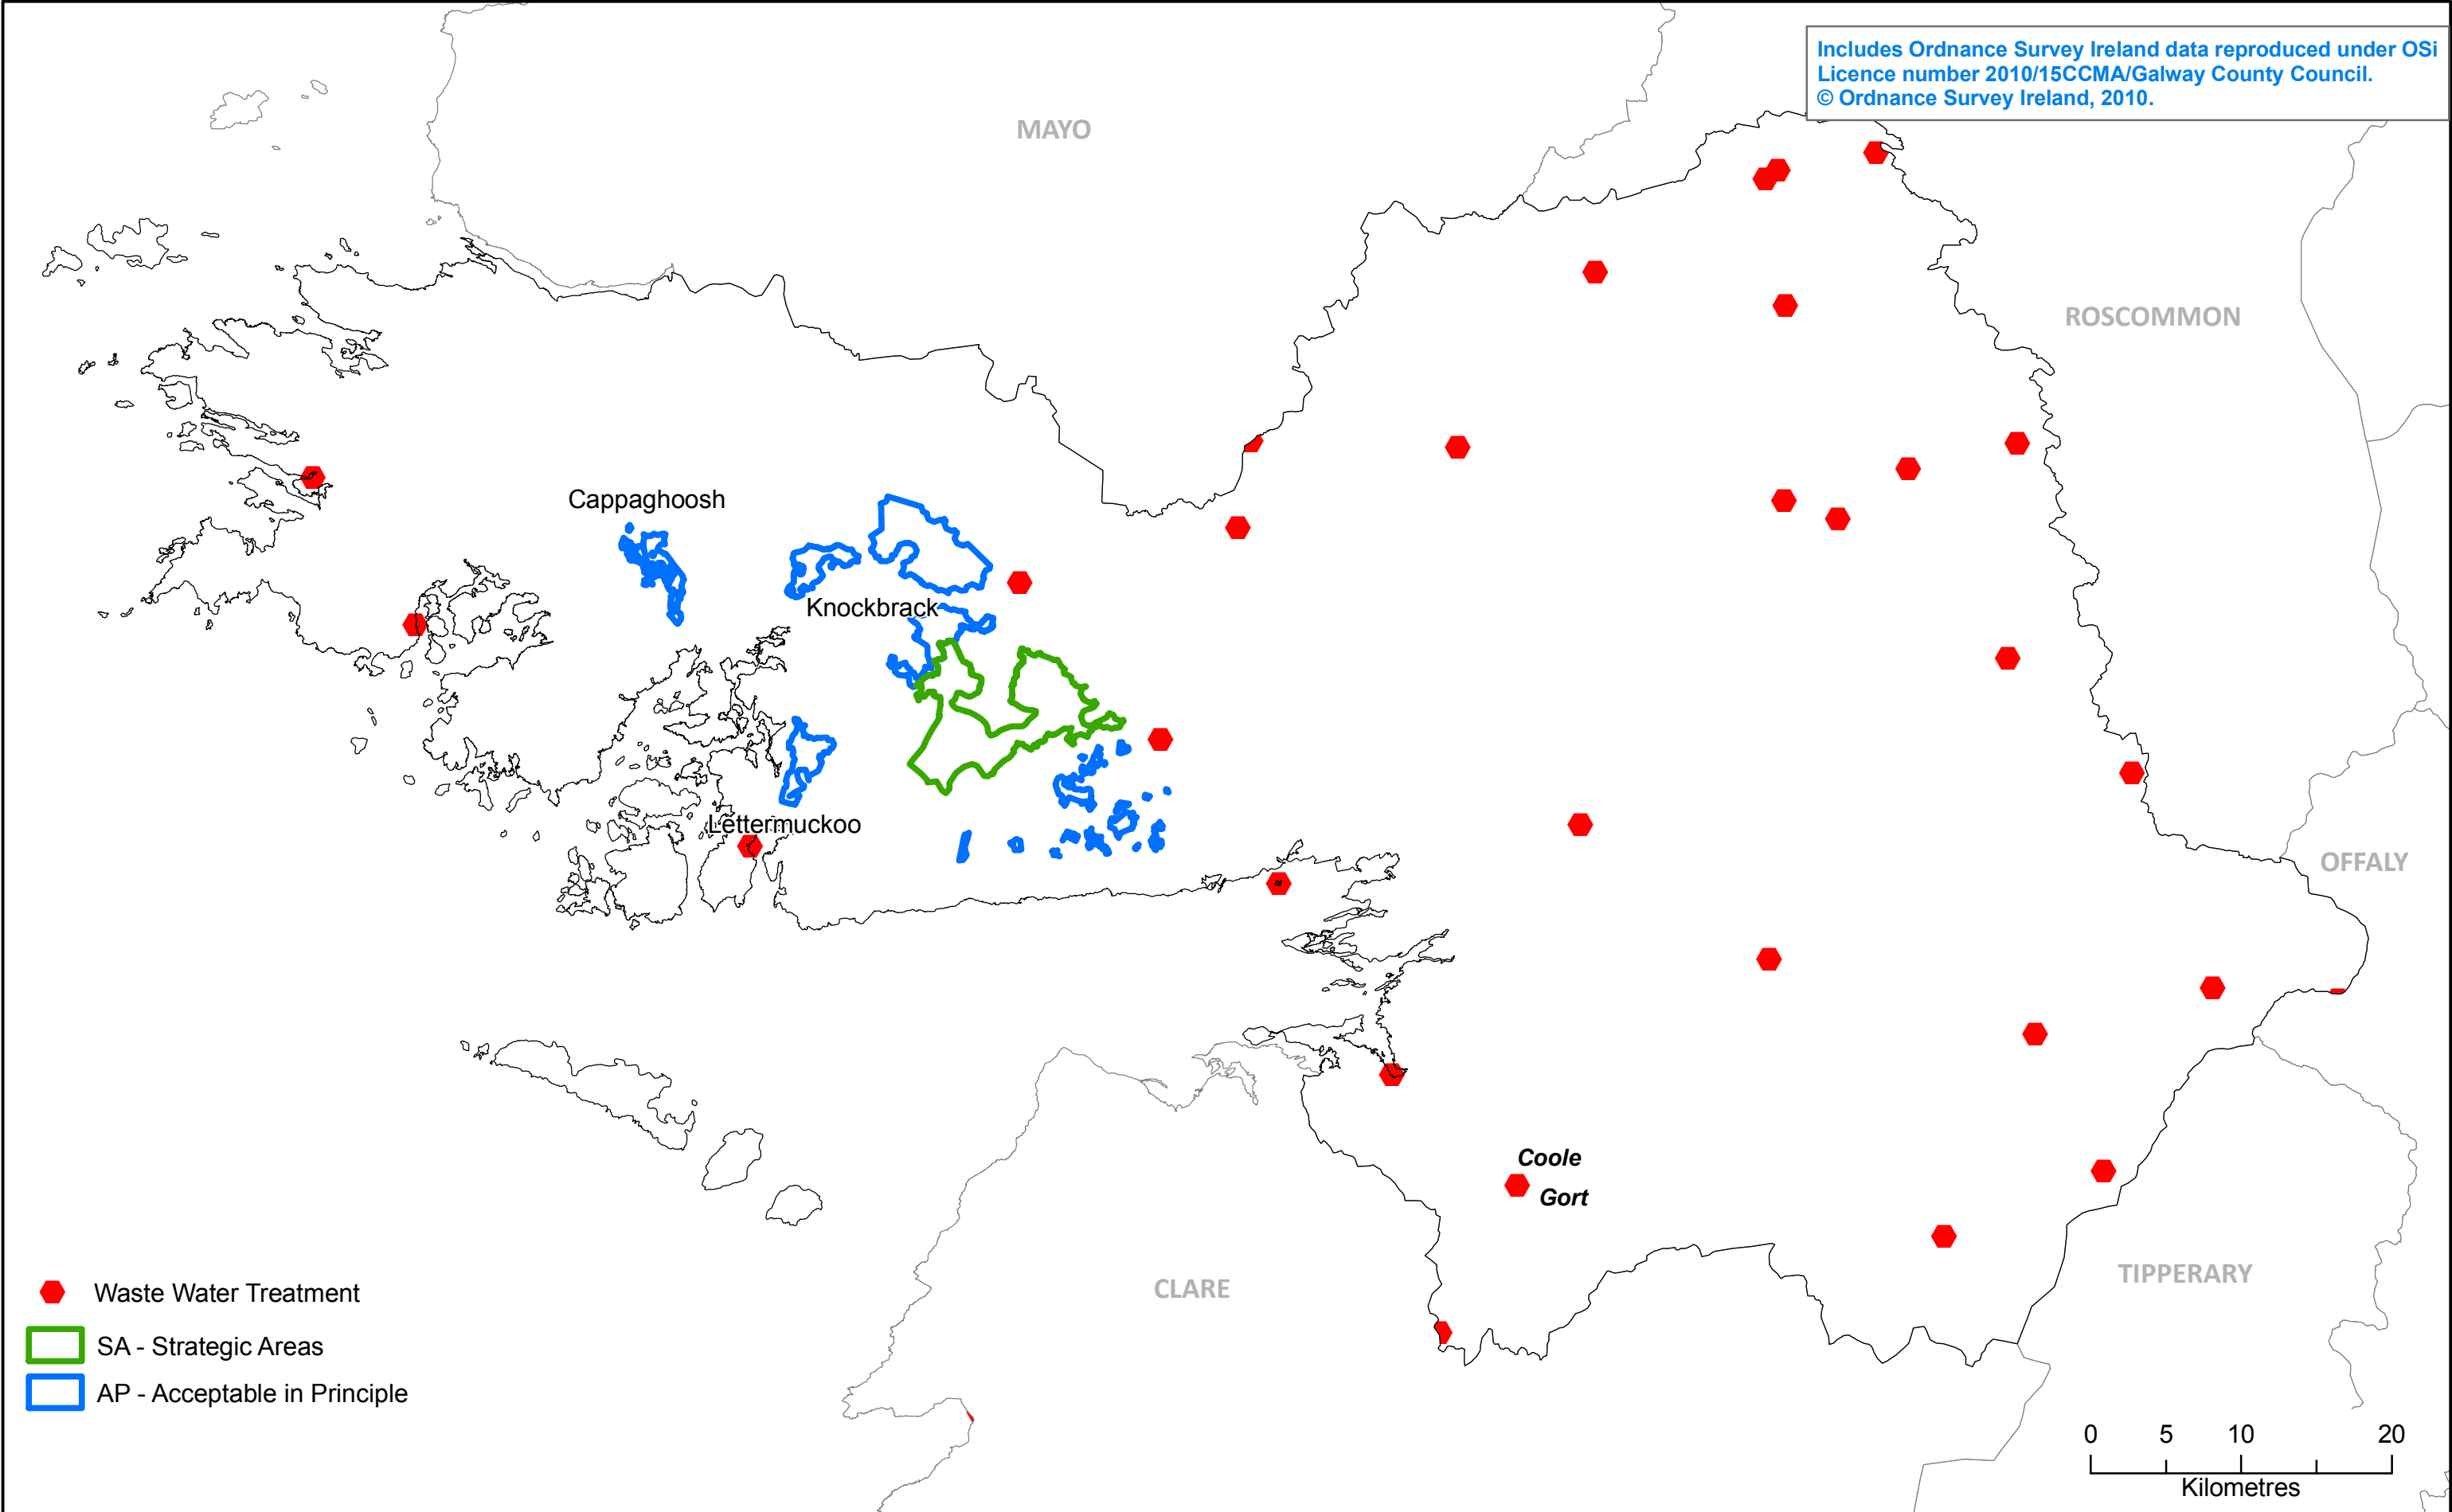 Includes Ordnance Survey Ireland data reproduced under OSi
Licence number 2010/15CCMA/Galway County Council.
© Ordnance Survey Ireland, 2010.
MAYO
ROSCOMMON
Cappaghoosh
Knockbrack
Lettermuckoo
OFFALY
Coole
Gort
CLARE
TIPPERARY
Waste Water Treatment
SA - Strategic Areas
AP - Acceptable in Principle
0 5 10 20
Kilometres